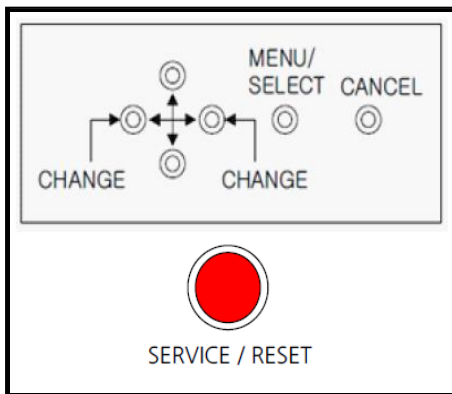 MENU/
SELECT CANCEL
CHANGE CHANGE
SERVICE / RESET